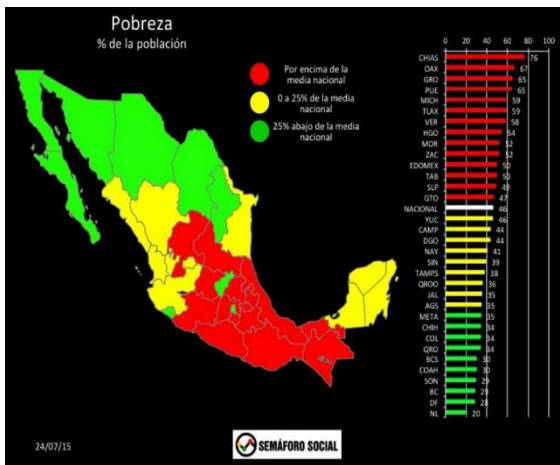 Pobreza
% de la población
Por encima de la
media nacional
0 a 25% de la media
nacional
25% abajo de la media
nacional
0 20 40 60 80 100
CHIAS 76
OAX 67
GRO 65
PUE 65
MICH 59
TLAX 59
VER 58
HGO 54
MOR 52
ZAC 52
EDOMEX 50
TAB 50
SLP 49
GTO 47
NACIONAL 46
YUC 46
CAMP 44
DGO 44
NAY 41
SIN 39
TAMPS 38
QROO 36
JAL 35
AGS 35
META 35
CHIH 34
COL 34
QRO 34
BCS 30
COAH 30
SON 29
BC 29
DF 28
NL 20
24/07/15
SEMÁFORO SOCIAL